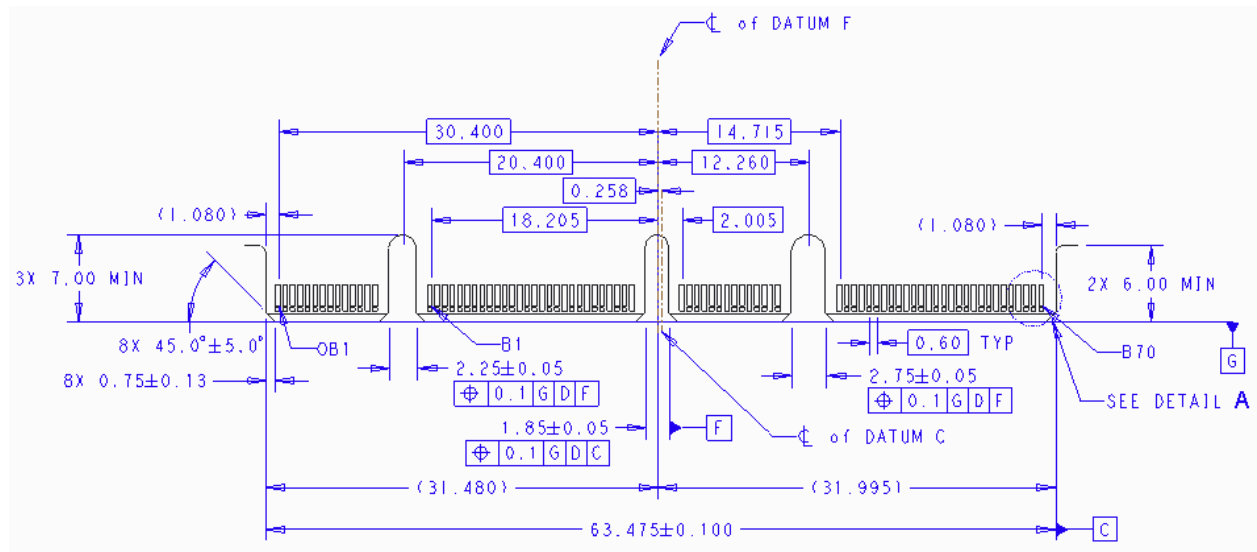 ℄ of DATUM F
30.400
14.715
20.400
12.260
0.258
(1.080)
18.205
2.005
(1.080)
3X 7.00 MIN
2X 6.00 MIN
8X 45.0°±5.0°
OB1
B1
0.60 TYP
B70
G
8X 0.75±0.13
2.25±0.05
⌖ 0.1 G D F
2.75±0.05
⌖ 0.1 G D F
SEE DETAIL A
1.85±0.05
F
⌖ 0.1 G D C
℄ of DATUM C
(31.480)
(31.995)
63.475±0.100
C